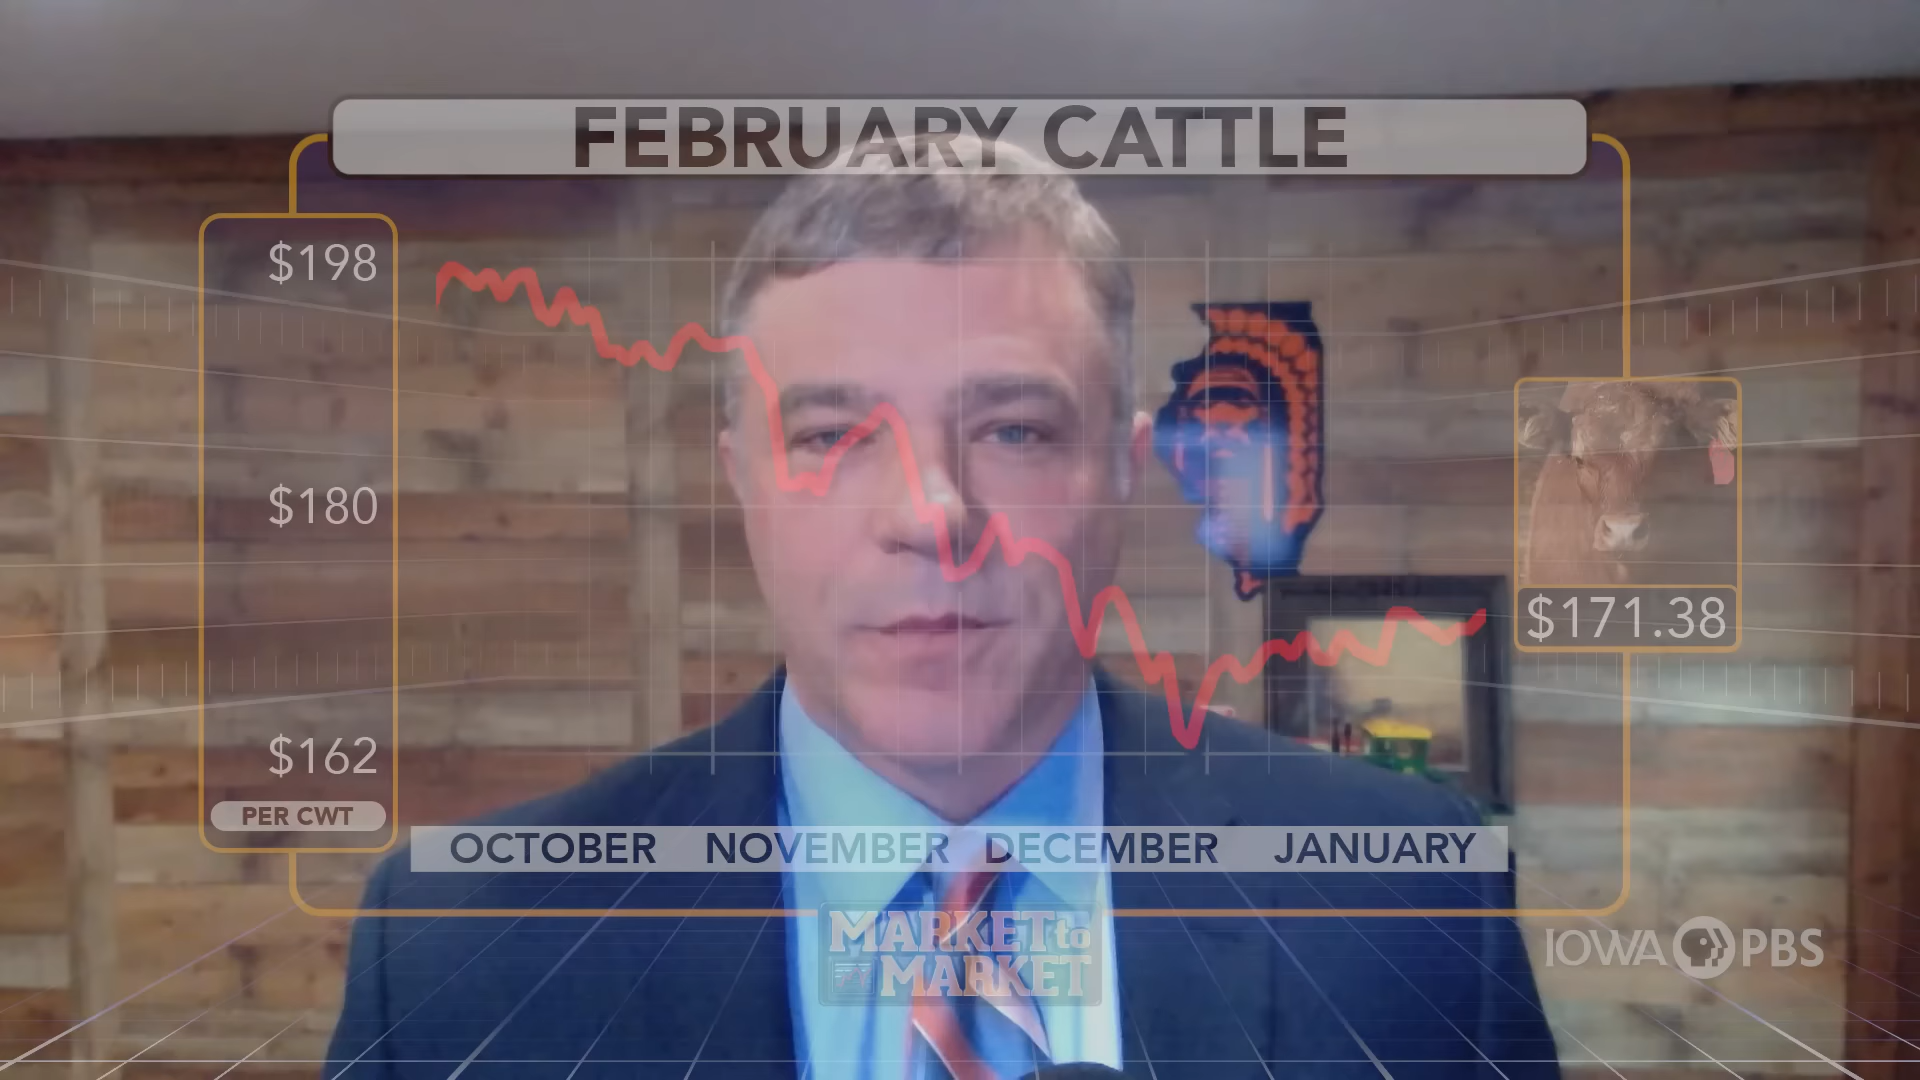 FEBRUARY CATTLE
$198
$180
$162
PER CWT
$171.38
OCTOBER NOVEMBER DECEMBER JANUARY
MARKET to
MARKET
IOWA PBS